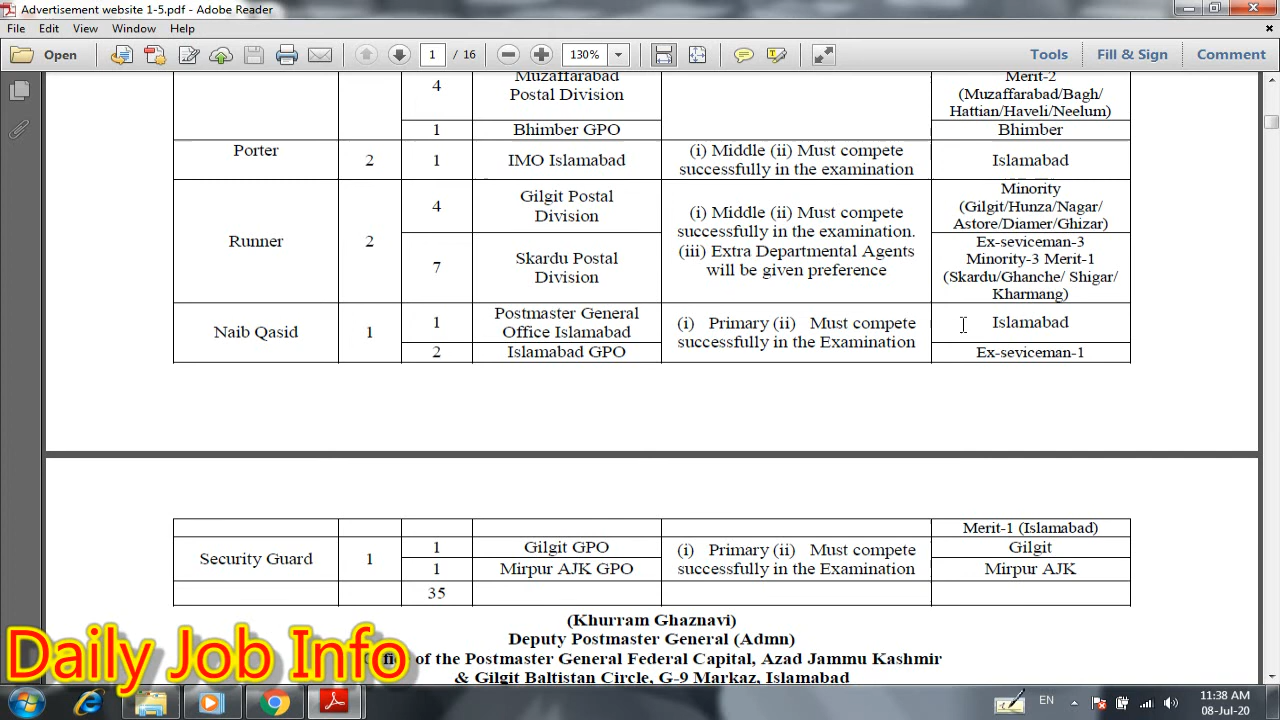 Advertisement website 1-5.pdf - Adobe Reader
File Edit View Window Help
Open 1 / 16 130% Tools Fill & Sign Comment
4 Muzaffarabad Postal Division Merit-2 (Muzaffarabad/Bagh/ Hattian/Haveli/Neelum)
1 Bhimber GPO Bhimber
Porter 2 1 IMO Islamabad (i) Middle (ii) Must compete successfully in the examination Islamabad
Runner 2 4 Gilgit Postal Division (i) Middle (ii) Must compete successfully in the examination. (iii) Extra Departmental Agents will be given preference Minority (Gilgit/Hunza/Nagar/ Astore/Diamer/Ghizar)
7 Skardu Postal Division Ex-seviceman-3 Minority-3 Merit-1 (Skardu/Ghanche/ Shigar/ Kharmang)
Naib Qasid 1 1 Postmaster General Office Islamabad (i) Primary (ii) Must compete successfully in the Examination Islamabad
2 Islamabad GPO Ex-seviceman-1
Merit-1 (Islamabad)
Security Guard 1 1 Gilgit GPO (i) Primary (ii) Must compete successfully in the Examination Gilgit
1 Mirpur AJK GPO Mirpur AJK
35
(Khurram Ghaznavi)
Deputy Postmaster General (Admn)
of the Postmaster General Federal Capital, Azad Jammu Kashmir
& Gilgit Baltistan Circle, G-9 Markaz, Islamabad
Daily Job Info
EN 11:38 AM
08-Jul-20